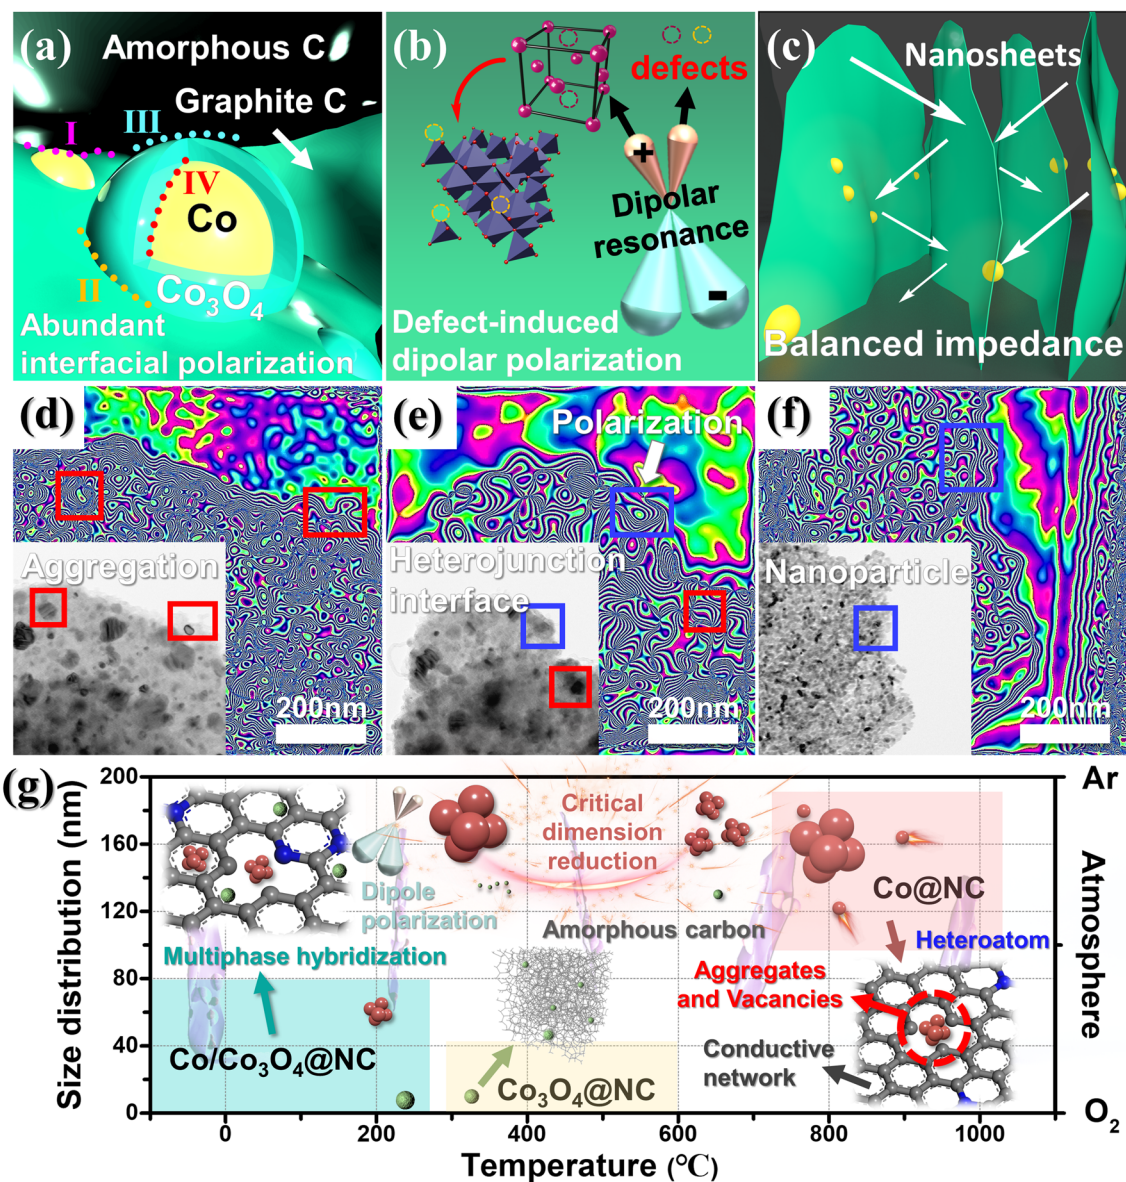 (a)
Amorphous C
Graphite C
I
III
IV
Co
II
Co₃O₄
Abundant
interfacial polarization
(b)
defects
+
Dipolar
resonance
-
Defect-induced
dipolar polarization
(c)
Nanosheets
Balanced impedance
(d)
Aggregation
200nm
(e)
Polarization
Heterojunction
interface
200nm
(f)
Nanoparticle
200nm
(g)
Size distribution (nm)
200
160
120
80
40
0
Critical
dimension
reduction
Dipole
polarization
Multiphase hybridization
Amorphous carbon
Co@NC
Heteroatom
Aggregates
and Vacancies
Conductive
network
Co/Co₃O₄@NC
Co₃O₄@NC
Ar
Atmosphere
O₂
0
200
400
600
800
1000
Temperature (℃)